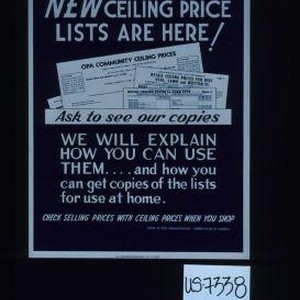 NEW CEILING PRICE
LISTS ARE HERE!
OPA COMMUNITY CEILING PRICES
Ask to see our copies
WE WILL EXPLAIN
HOW YOU CAN USE
THEM....and how you
can get copies of the lists
for use at home.
CHECK SELLING PRICES WITH CEILING PRICES WHEN YOU SHOP
US7338